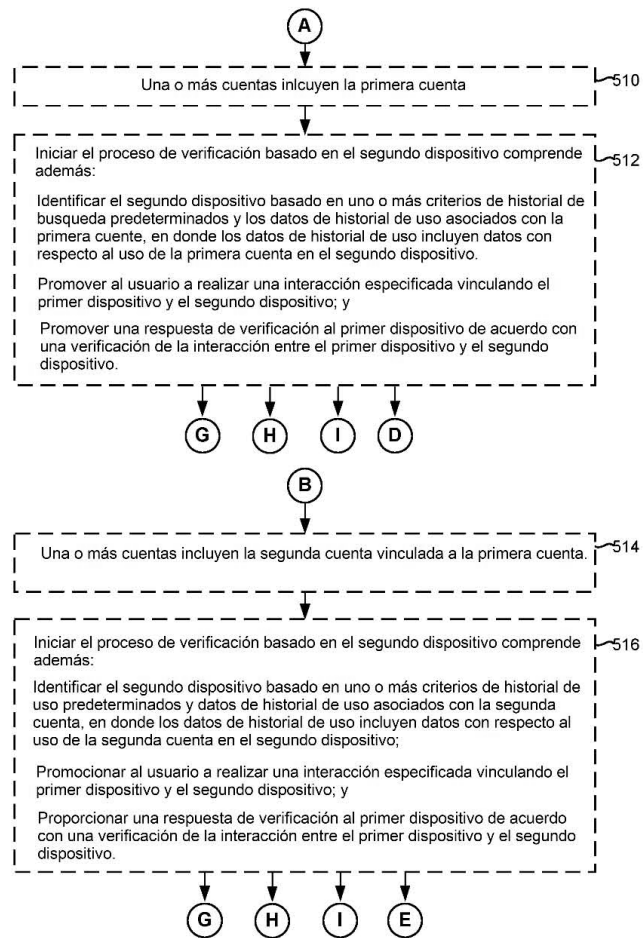 A
Una o más cuentas inlcuyen la primera cuenta
510
Iniciar el proceso de verificación basado en el segundo dispositivo comprende
además:
512
Identificar el segundo dispositivo basado en uno o más criterios de historial de
busqueda predeterminados y los datos de historial de uso asociados con la
primera cuente, en donde los datos de historial de uso incluyen datos con
respecto al uso de la primera cuenta en el segundo dispositivo.
Promover al usuario a realizar una interacción especificada vinculando el
primer dispositivo y el segundo dispositivo; y
Promover una respuesta de verificación al primer dispositivo de acuerdo con
una verificación de la interacción entre el primer dispositivo y el segundo
dispositivo.
G H I D
B
Una o más cuentas incluyen la segunda cuenta vinculada a la primera cuenta.
514
Iniciar el proceso de verificación basado en el segundo dispositivo comprende
además:
516
Identificar el segundo dispositivo basado en uno o más criterios de historial de
uso predeterminados y datos de historial de uso asociados con la segunda
cuenta, en donde los datos de historial de uso incluyen datos con respecto al
uso de la segunda cuenta en el segundo dispositivo;
Promocionar al usuario a realizar una interacción especificada vinculando el
primer dispositivo y el segundo dispositivo; y
Proporcionar una respuesta de verificación al primer dispositivo de acuerdo
con una verificación de la interacción entre el primer dispositivo y el segundo
dispositivo.
G H I E